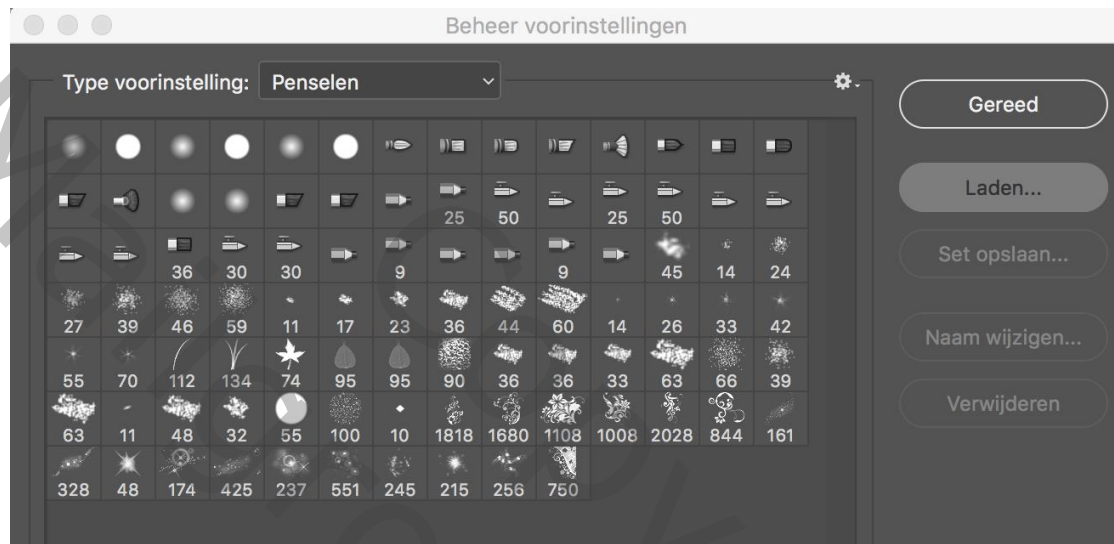 Beheer voorinstellingen
Type voorinstelling: Penselen
Gereed
Laden...
25 50 25 50
Set opslaan...
36 30 30 9 9 45 14 24
27 39 46 59 11 17 23 36 44 60 14 26 33 42
Naam wijzigen...
55 70 112 134 74 95 95 90 36 36 33 63 66 39
Verwijderen
63 11 48 32 55 100 10 1818 1680 1108 1008 2028 844 161
328 48 174 425 237 551 245 215 256 750